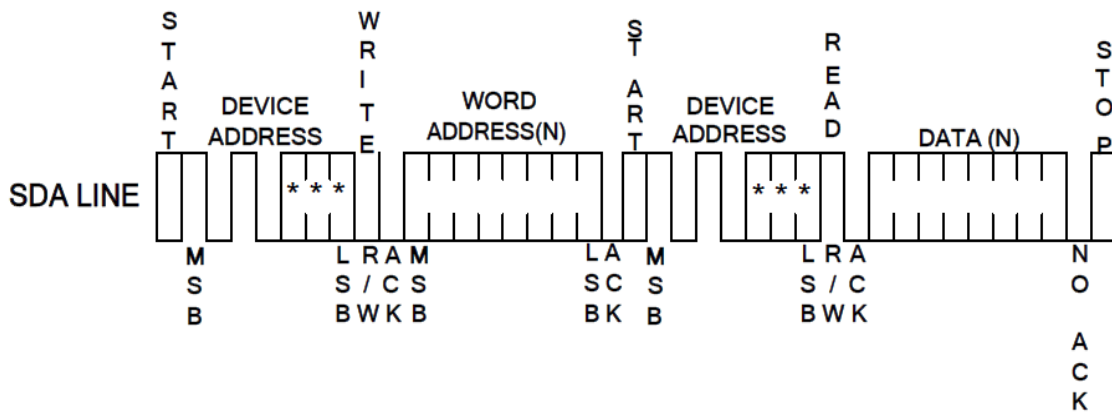 START
DEVICE
ADDRESS
WRITE
WORD
ADDRESS(N)
START
DEVICE
ADDRESS
READ
DATA (N)
STOP
SDA LINE
* * *
* * *
MSB
LSB
R/W
ACK
MSB
LSB
ACK
MSB
LSB
R/W
ACK
NO ACK